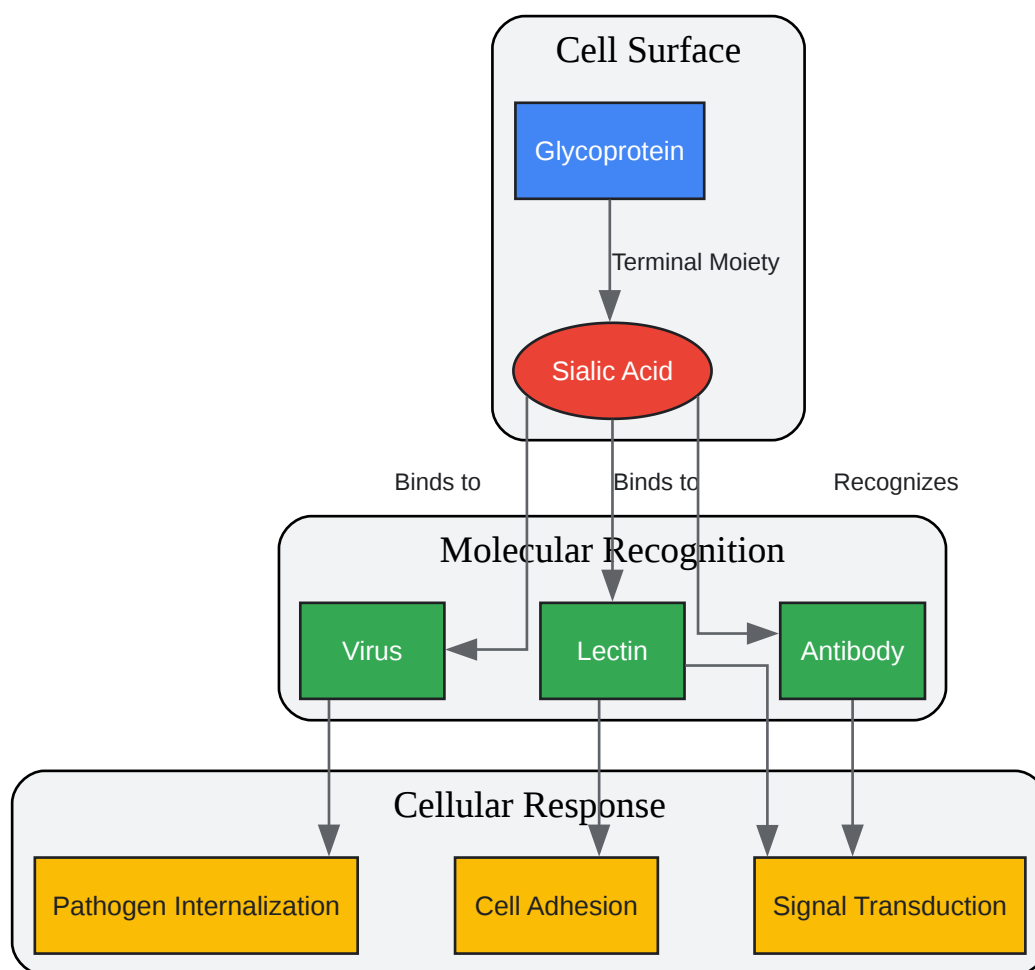 Cell Surface
Glycoprotein
Terminal Moiety
Sialic Acid
Binds to
Binds to
Recognizes
Molecular Recognition
Virus
Lectin
Antibody
Cellular Response
Pathogen Internalization
Cell Adhesion
Signal Transduction